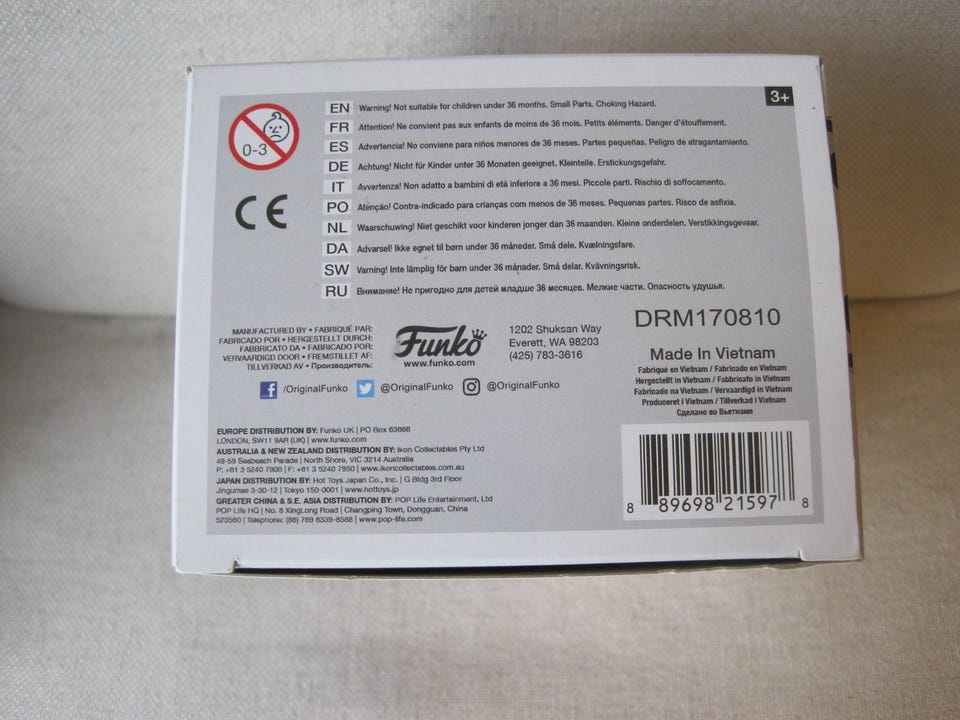 3+
0-3
EN Warning! Not suitable for children under 36 months. Small Parts. Choking Hazard.
FR Attention! Ne convient pas aux enfants de moins de 36 mois. Petits éléments. Danger d'étouffement.
ES Advertencia! No conviene para niños menores de 36 meses. Partes pequeñas. Peligro de atragantamiento.
DE Achtung! Nicht für Kinder unter 36 Monaten geeignet. Kleinteile. Erstickungsgefahr.
IT Avvertenza! Non adatto a bambini di età inferiore a 36 mesi. Piccole parti. Rischio di soffocamento.
PO Atenção! Contra-indicado para crianças com menos de 36 meses. Pequenas partes. Risco de asfixia.
NL Waarschuwing! Niet geschikt voor kinderen jonger dan 36 maanden. Kleine onderdelen. Verstikkingsgevaar.
DA Advarsel! Ikke egnet til børn under 36 måneder. Små dele. Kvælningsfare.
SW Varning! Inte lämplig för barn under 36 månader. Små delar. Kvävningsrisk.
RU Внимание! Не пригодно для детей младше 36 месяцев. Мелкие части. Опасность удушья.
CE
MANUFACTURED BY • FABRIQUÉ PAR:
FABRICADO POR • HERGESTELLT DURCH:
FABBRICATO DA • FABRICADO POR:
VERVAARDIGD DOOR • FREMSTILLET AF:
TILLVERKAD AV • Производитель:
Funko
www.funko.com
1202 Shuksan Way
Everett, WA 98203
(425) 783-3616
/OriginalFunko @OriginalFunko @OriginalFunko
DRM170810
Made In Vietnam
Fabriqué en Vietnam / Fabricado en Vietnam
Hergestellt in Vietnam / Fabbricato in Vietnam
Fabricado na Vietnam / Vervaardigd in Vietnam
Produceret i Vietnam / Tillverkad i Vietnam
Сделано во Вьетнаме
EUROPE DISTRIBUTION BY: Funko UK | PO Box 63668
LONDON, SW11 9AR (UK) | www.funko.com
AUSTRALIA & NEW ZEALAND DISTRIBUTION BY: Ikon Collectables Pty Ltd
49-59 Seabeach Parade | North Shore, VIC 3214 Australia
P: +61 3 5240 7900 | F: +61 3 5240 7950 | www.ikoncollectables.com.au
JAPAN DISTRIBUTION BY: Hot Toys Japan Co., Inc. | G Bldg 3rd Floor
Jingumae 3-30-12 | Tokyo 150-0001 | www.hottoys.jp
GREATER CHINA & S.E. ASIA DISTRIBUTION BY: POP Life Entertainment, Ltd
POP Life HQ | No. 8 XingLong Road | Changping Town, Dongguan, China
523560 | Telephone: (86) 769 8339-8588 | www.pop-life.com
8 89698 21597 8